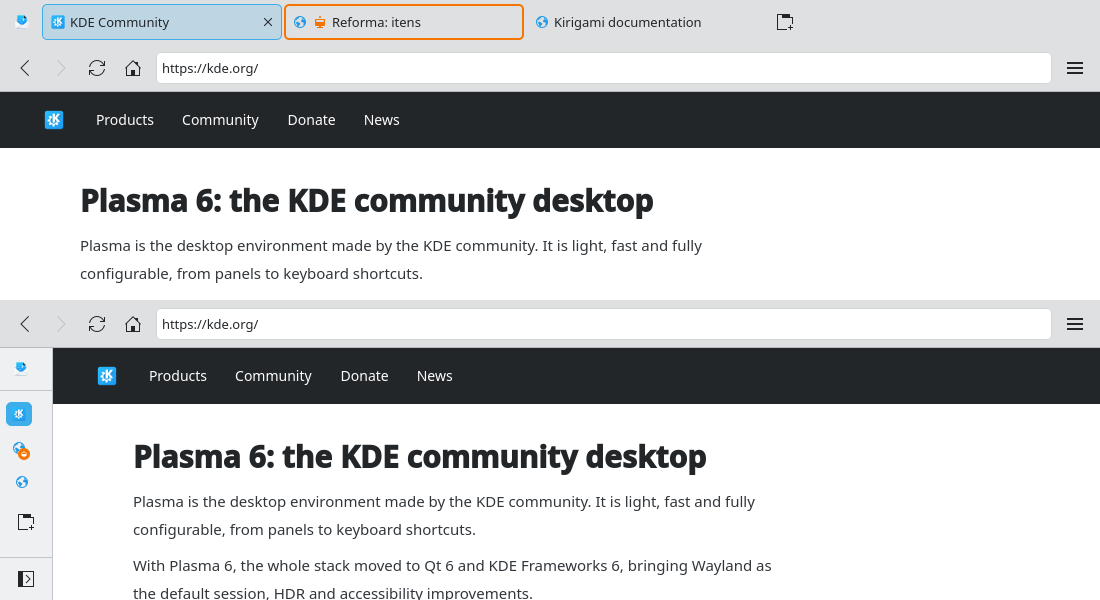 KDE Community
Reforma: itens
Kirigami documentation
https://kde.org/
Products Community Donate News
Plasma 6: the KDE community desktop
Plasma is the desktop environment made by the KDE community. It is light, fast and fully
configurable, from panels to keyboard shortcuts.
https://kde.org/
Products Community Donate News
Plasma 6: the KDE community desktop
Plasma is the desktop environment made by the KDE community. It is light, fast and fully
configurable, from panels to keyboard shortcuts.
With Plasma 6, the whole stack moved to Qt 6 and KDE Frameworks 6, bringing Wayland as
the default session, HDR and accessibility improvements.